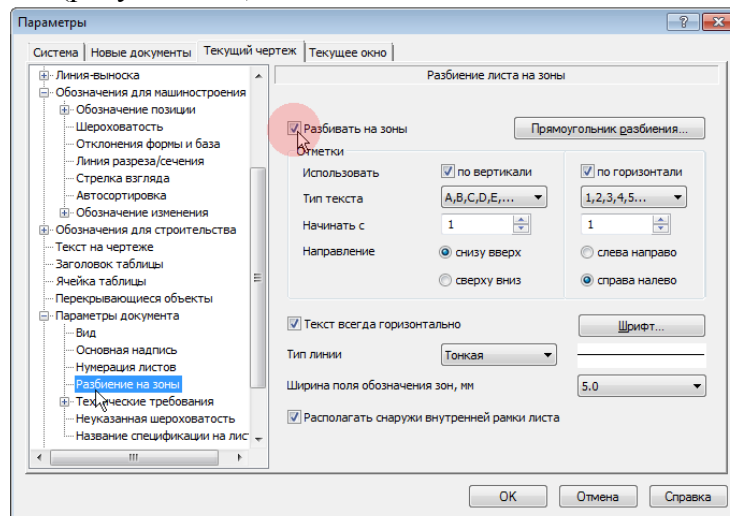 Параметры
Система Новые документы Текущий чертеж Текущее окно
Линия-выноска
Обозначения для машиностроения
Обозначение позиции
Шероховатость
Отклонения формы и база
Линия разреза/сечения
Стрелка взгляда
Автосортировка
Обозначение изменения
Обозначения для строительства
Текст на чертеже
Заголовок таблицы
Ячейка таблицы
Перекрывающиеся объекты
Параметры документа
Вид
Основная надпись
Нумерация листов
Разбиение на зоны
Технические требования
Неуказанная шероховатость
Название спецификации на лис
Разбиение листа на зоны
Разбивать на зоны Прямоугольник разбиения...
Отметки
Использовать по вертикали по горизонтали
Тип текста A,B,C,D,E,... 1,2,3,4,5...
Начинать с 1 1
Направление снизу вверх слева направо
сверху вниз справа налево
Текст всегда горизонтально Шрифт...
Тип линии Тонкая
Ширина поля обозначения зон, мм 5.0
Располагать снаружи внутренней рамки листа
OK Отмена Справка